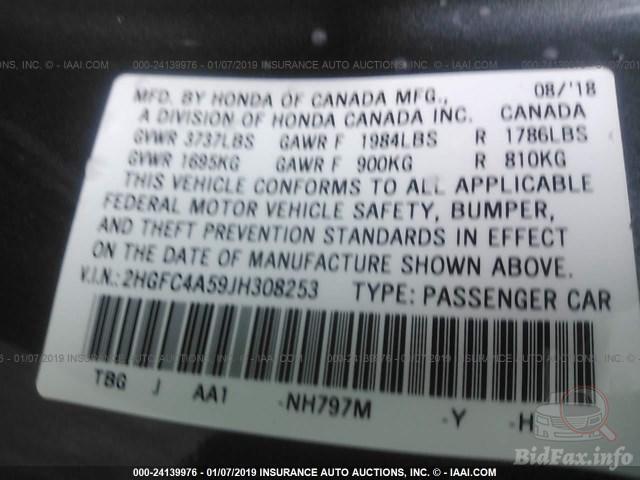 000-24139976 - 01/07/2019 INSURANCE AUTO AUCTIONS, INC. - © IAAI.COM
MFD. BY HONDA OF CANADA MFG., 08/'18
A DIVISION OF HONDA CANADA INC. CANADA
GVWR 3737LBS GAWR F 1984LBS R 1786LBS
GVWR 1695KG GAWR F 900KG R 810KG
THIS VEHICLE CONFORMS TO ALL APPLICABLE
FEDERAL MOTOR VEHICLE SAFETY, BUMPER,
AND THEFT PREVENTION STANDARDS IN EFFECT
ON THE DATE OF MANUFACTURE SHOWN ABOVE.
V.I.N.: 2HGFC4A59JH308253 TYPE: PASSENGER CAR
TBG J AA1 -NH797M -Y -H
BidFax.info
000-24139976 - 01/07/2019 INSURANCE AUTO AUCTIONS, INC. - © IAAI.COM